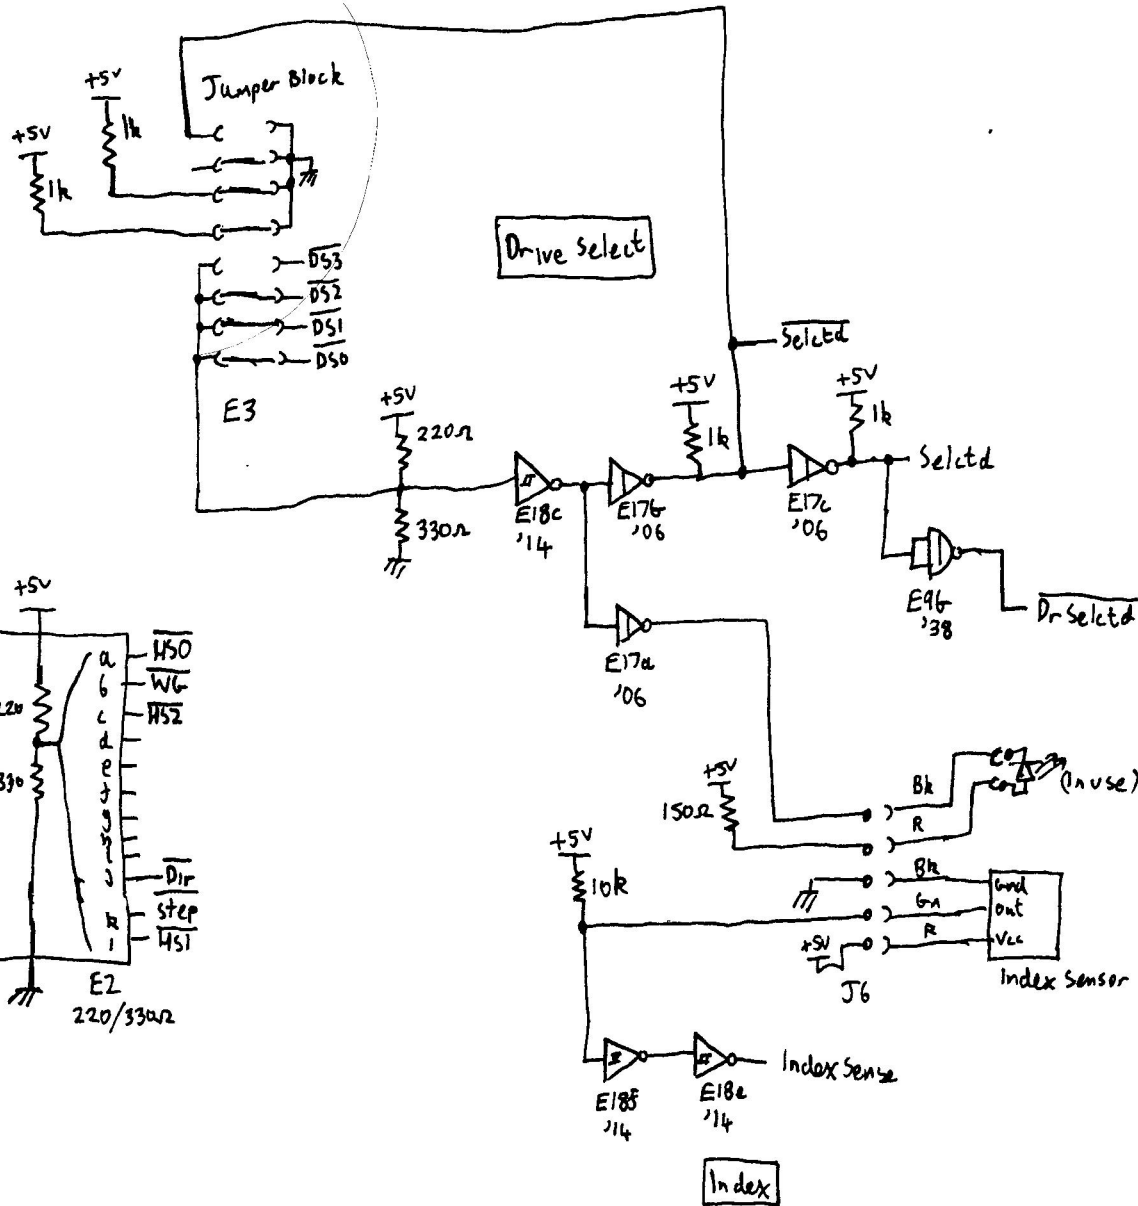 Jumper Block
+5V
1k
+5V
1k
DS3
DS2
DS1
DS0
E3
Drive Select
Selctd
+5V
220Ω
330Ω
E18c
'14
E17b
'06
+5V
1k
E17c
'06
+5V
1k
Selctd
E9b
'38
DrSelctd
E17a
'06
+5V
220
330
a HS0
b WG
c HS2
d
e
f
g
h
i
j Dir
k Step
l HS1
E2
220/330Ω
+5V
150Ω
Bk
R
(In use)
+5V
10k
Bk
Gn
R
Gnd
Out
Vcc
+5V
J6
Index Sensor
E18f
'14
E18e
'14
Index Sense
Index